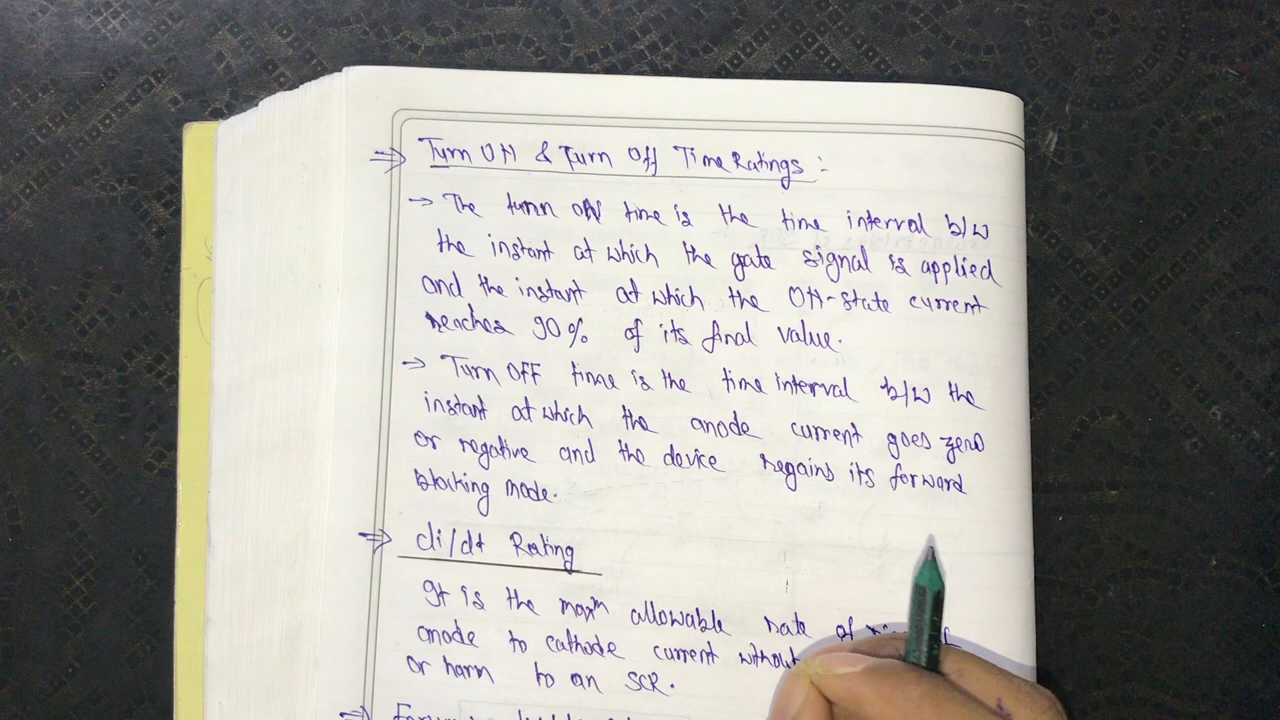 ⇒ Turn ON & Turn Off Time Ratings :
→ The turn ON time is the time interval b/w
the instant at which the gate signal is applied
and the instant at which the ON-state current
reaches 90% of its final value.
→ Turn OFF time is the time interval b/w the
instant at which the anode current goes zero
or negative and the device regains its forward
blocking mode.
⇒ di/dt Rating
It is the maxm allowable rate of
anode to cathode current without
or harm to an SCR.
⇒